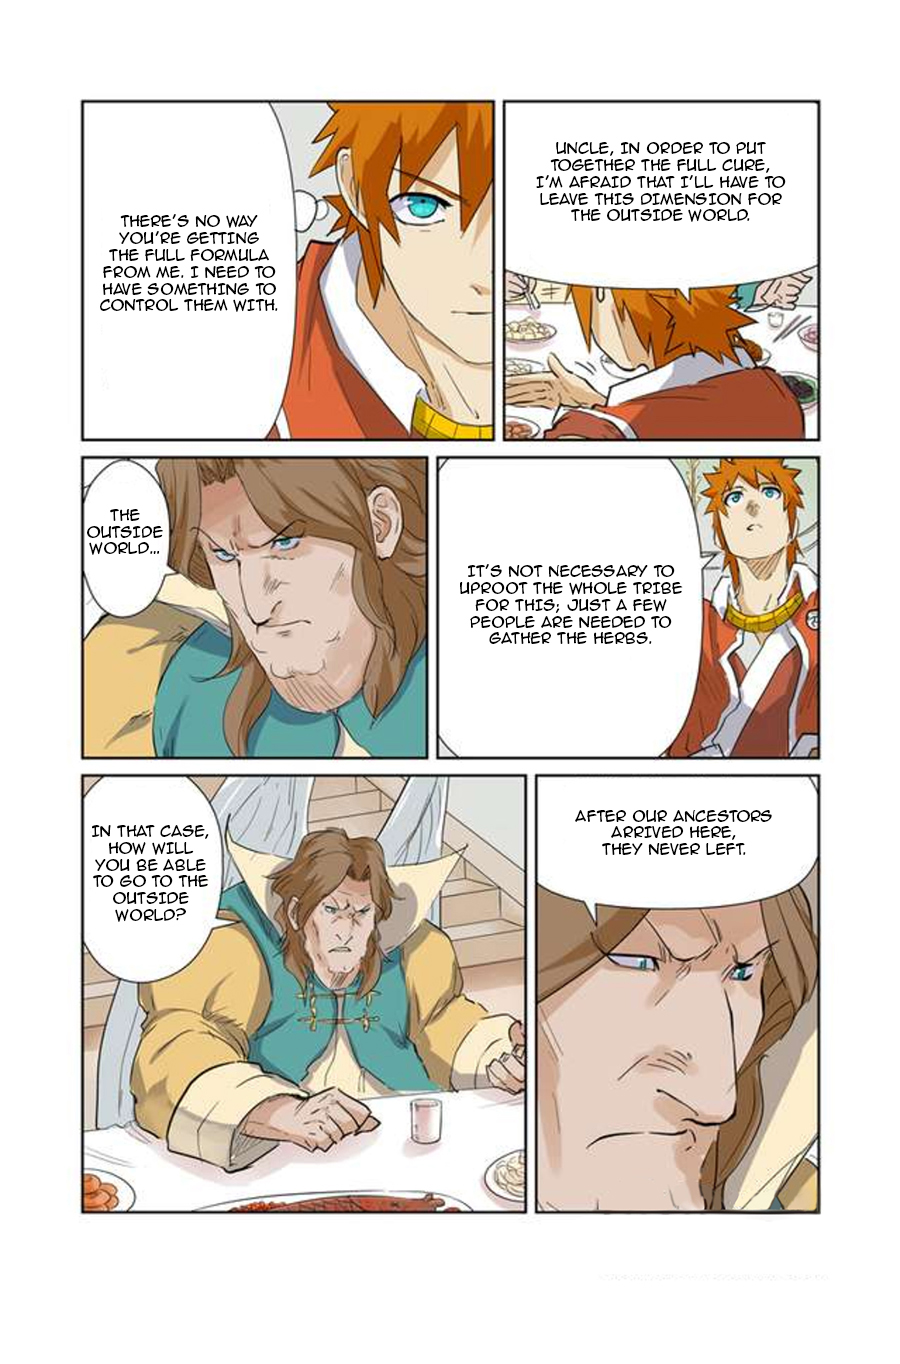 THERE'S NO WAY
YOU'RE GETTING
THE FULL FORMULA
FROM ME. I NEED TO
HAVE SOMETHING TO
CONTROL THEM WITH.
UNCLE, IN ORDER TO PUT
TOGETHER THE FULL CURE,
I'M AFRAID THAT I'LL HAVE TO
LEAVE THIS DIMENSION FOR
THE OUTSIDE WORLD.
THE
OUTSIDE
WORLD...
IT'S NOT NECESSARY TO
UPROOT THE WHOLE TRIBE
FOR THIS; JUST A FEW
PEOPLE ARE NEEDED TO
GATHER THE HERBS.
IN THAT CASE,
HOW WILL
YOU BE ABLE
TO GO TO THE
OUTSIDE
WORLD?
AFTER OUR ANCESTORS
ARRIVED HERE,
THEY NEVER LEFT.